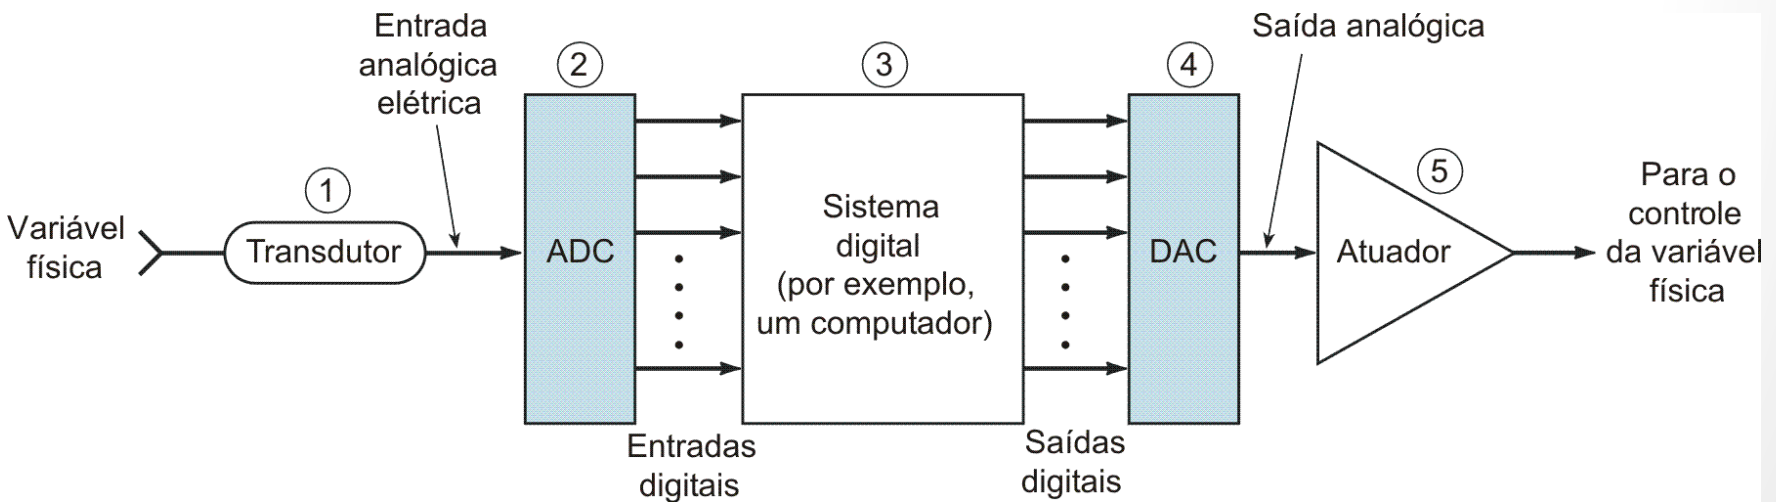 Variável
física
1
Transdutor
Entrada
analógica
elétrica
2
ADC
Entradas
digitais
3
Sistema
digital
(por exemplo,
um computador)
Saídas
digitais
4
DAC
Saída analógica
5
Atuador
Para o
controle
da variável
física